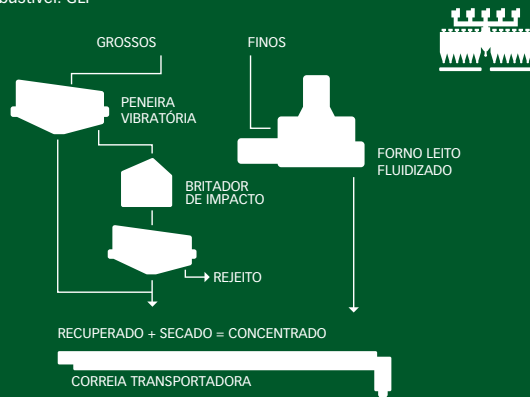 GROSSOS
FINOS
PENEIRA
VIBRATÓRIA
FORNO LEITO
FLUIDIZADO
BRITADOR
DE IMPACTO
REJEITO
RECUPERADO + SECADO = CONCENTRADO
CORREIA TRANSPORTADORA